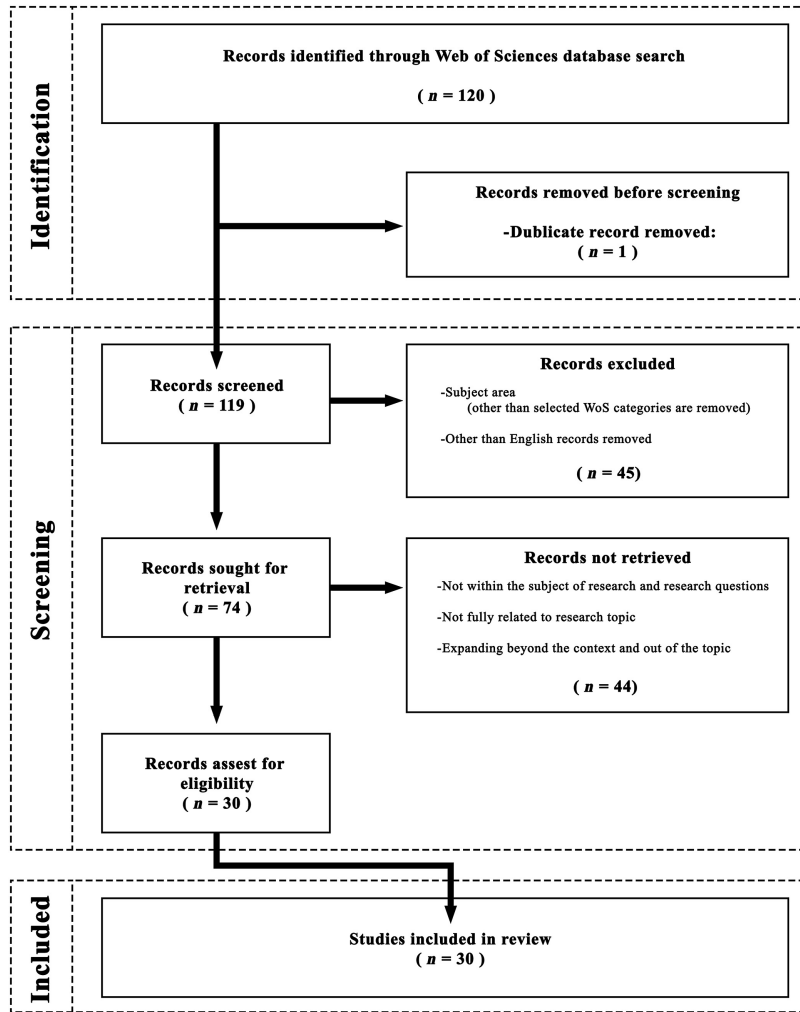 Identification
Records identified through Web of Sciences database search
( n = 120 )
Records removed before screening
-Dublicate record removed:
( n = 1 )
Screening
Records screened
( n = 119 )
Records excluded
-Subject area
(other than selected WoS categories are removed)
-Other than English records removed
( n = 45)
Records sought for
retrieval
( n = 74 )
Records not retrieved
-Not within the subject of research and research questions
-Not fully related to research topic
-Expanding beyond the context and out of the topic
( n = 44)
Records assest for
eligibility
( n = 30 )
Included
Studies included in review
( n = 30 )